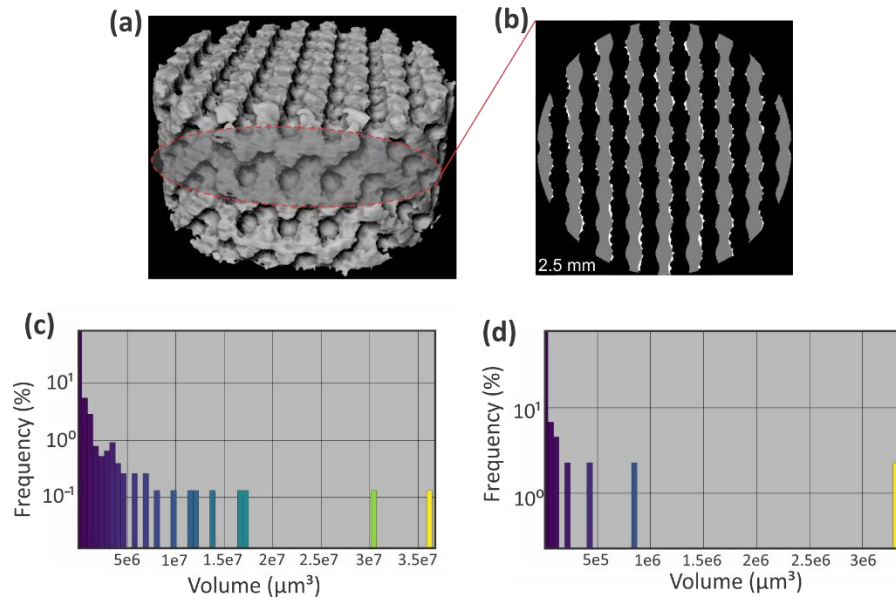 (a)
(b)
2.5 mm
(c)
Frequency (%)
10¹
10⁰
10⁻¹
5e6 1e7 1.5e7 2e7 2.5e7 3e7 3.5e7
Volume (µm³)
(d)
Frequency (%)
10¹
10⁰
5e5 1e6 1.5e6 2e6 2.5e6 3e6
Volume (µm³)